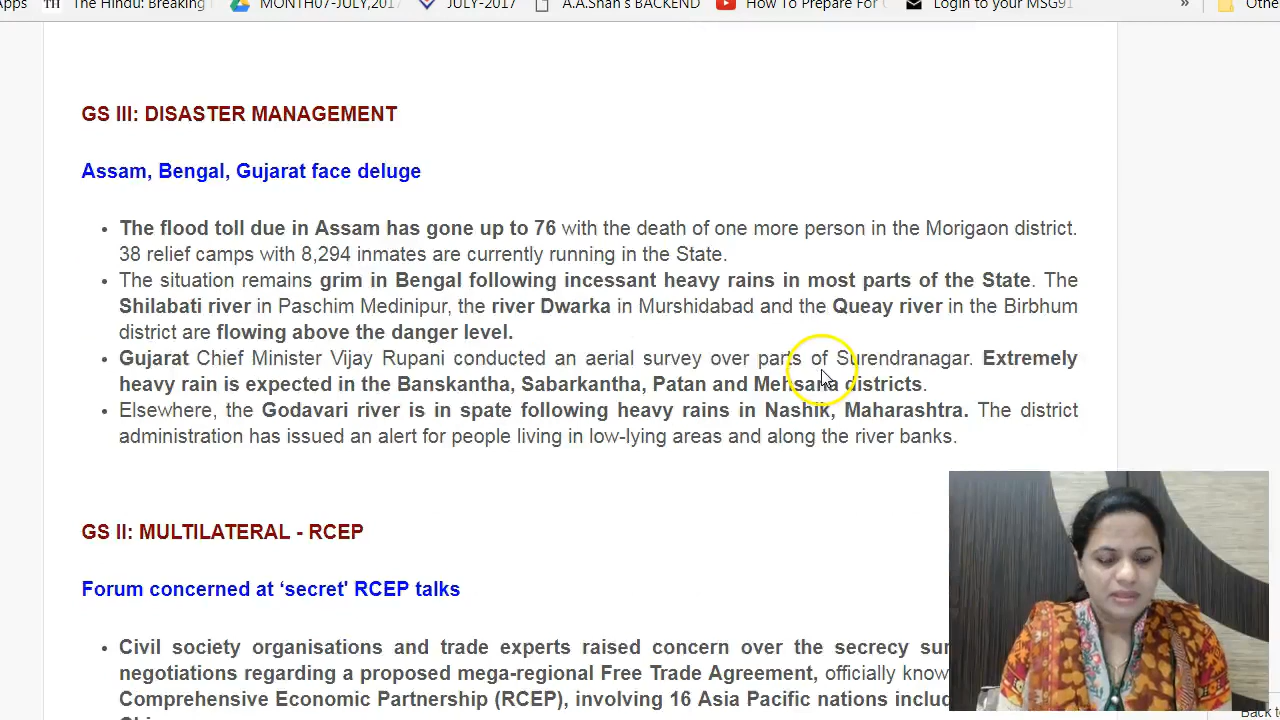 The Hindu: Breaking
MONTH07-JULY,2017
JULY-2017
A.A.Shah's BACKEND
How To Prepare For
Login to your MSG91
»
GS III: DISASTER MANAGEMENT
Assam, Bengal, Gujarat face deluge
• The flood toll due in Assam has gone up to 76 with the death of one more person in the Morigaon district.
38 relief camps with 8,294 inmates are currently running in the State.
• The situation remains grim in Bengal following incessant heavy rains in most parts of the State. The
Shilabati river in Paschim Medinipur, the river Dwarka in Murshidabad and the Queay river in the Birbhum
district are flowing above the danger level.
• Gujarat Chief Minister Vijay Rupani conducted an aerial survey over parts of Surendranagar. Extremely
heavy rain is expected in the Banskantha, Sabarkantha, Patan and Mehsana districts.
• Elsewhere, the Godavari river is in spate following heavy rains in Nashik, Maharashtra. The district
administration has issued an alert for people living in low-lying areas and along the river banks.
GS II: MULTILATERAL - RCEP
Forum concerned at ‘secret' RCEP talks
• Civil society organisations and trade experts raised concern over the secrecy
negotiations regarding a proposed mega-regional Free Trade Agreement, officially
Comprehensive Economic Partnership (RCEP), involving 16 Asia Pacific nations